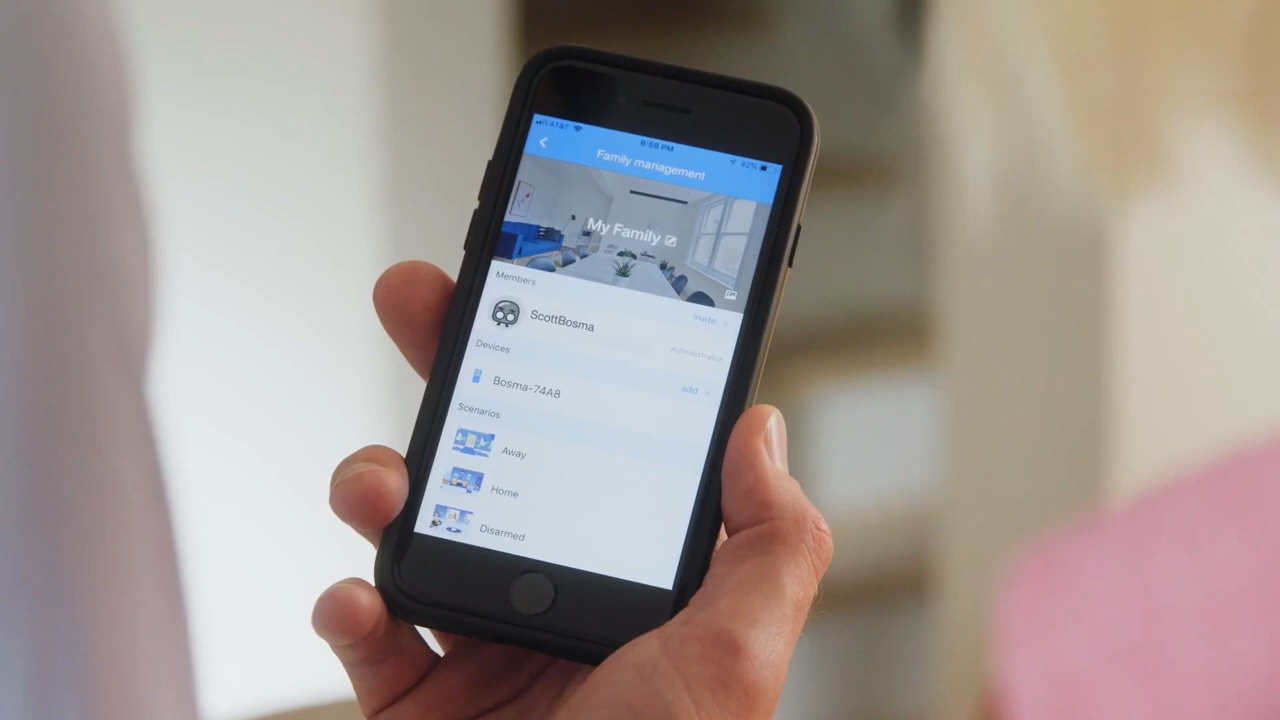 AT&T 6:58 PM 42%
Family management
My Family
Members
ScottBosma
invite >
Administrator
Devices
Bosma-74A8
add >
Scenarios
Away
Home
Disarmed